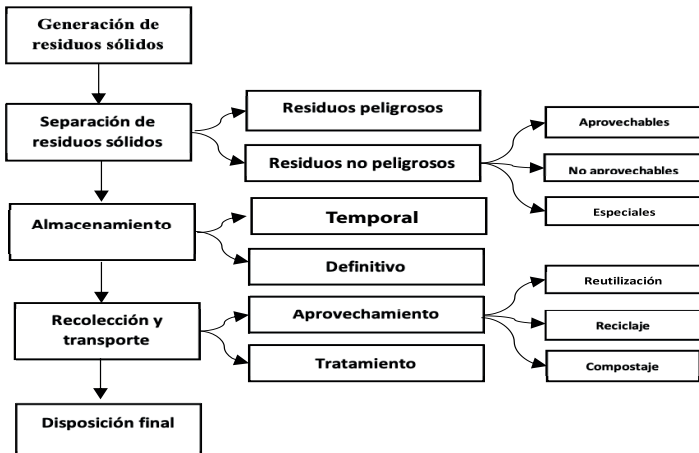 Generación de
residuos sólidos
Separación de
residuos sólidos
Residuos peligrosos
Residuos no peligrosos
Aprovechables
No aprovechables
Especiales
Almacenamiento
Temporal
Definitivo
Recolección y
transporte
Aprovechamiento
Tratamiento
Reutilización
Reciclaje
Compostaje
Disposición final